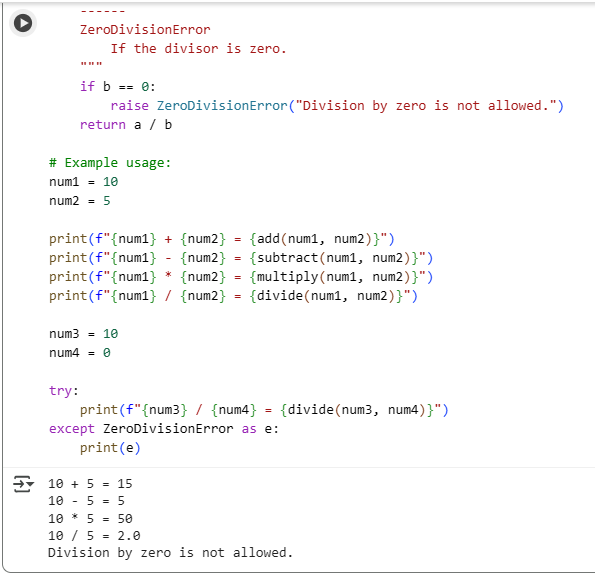 ------
ZeroDivisionError
If the divisor is zero.
"""
if b == 0:
raise ZeroDivisionError("Division by zero is not allowed.")
return a / b
# Example usage:
num1 = 10
num2 = 5
print(f"{num1} + {num2} = {add(num1, num2)}")
print(f"{num1} - {num2} = {subtract(num1, num2)}")
print(f"{num1} * {num2} = {multiply(num1, num2)}")
print(f"{num1} / {num2} = {divide(num1, num2)}")
num3 = 10
num4 = 0
try:
print(f"{num3} / {num4} = {divide(num3, num4)}")
except ZeroDivisionError as e:
print(e)
10 + 5 = 15
10 - 5 = 5
10 * 5 = 50
10 / 5 = 2.0
Division by zero is not allowed.